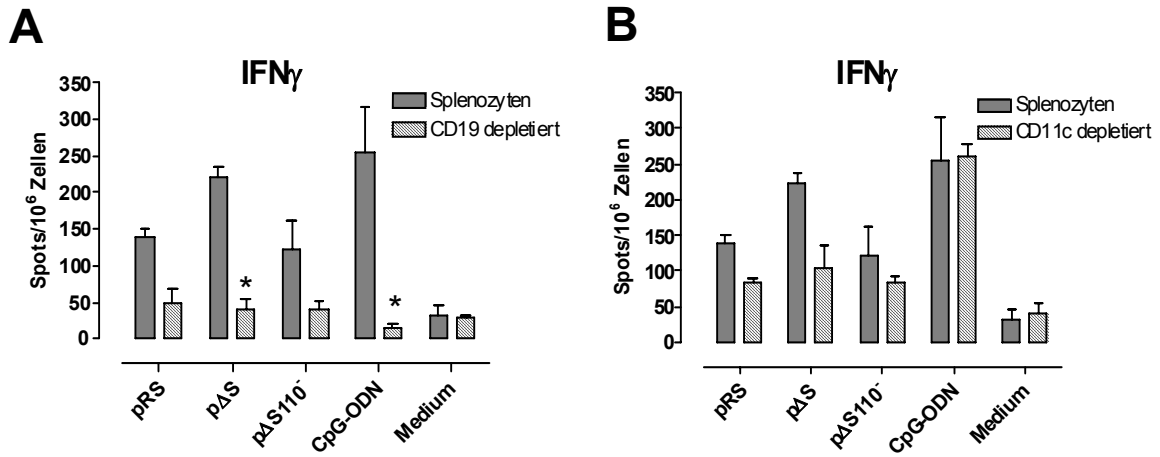 A
IFNγ
Splenozyten
CD19 depletiert
Spots/10⁶ Zellen
350
300
250
200
150
100
50
0
*
*
pRS
pΔS
pΔS110⁻
CpG-ODN
Medium
B
IFNγ
Splenozyten
CD11c depletiert
Spots/10⁶ Zellen
350
300
250
200
150
100
50
0
pRS
pΔS
pΔS110⁻
CpG-ODN
Medium